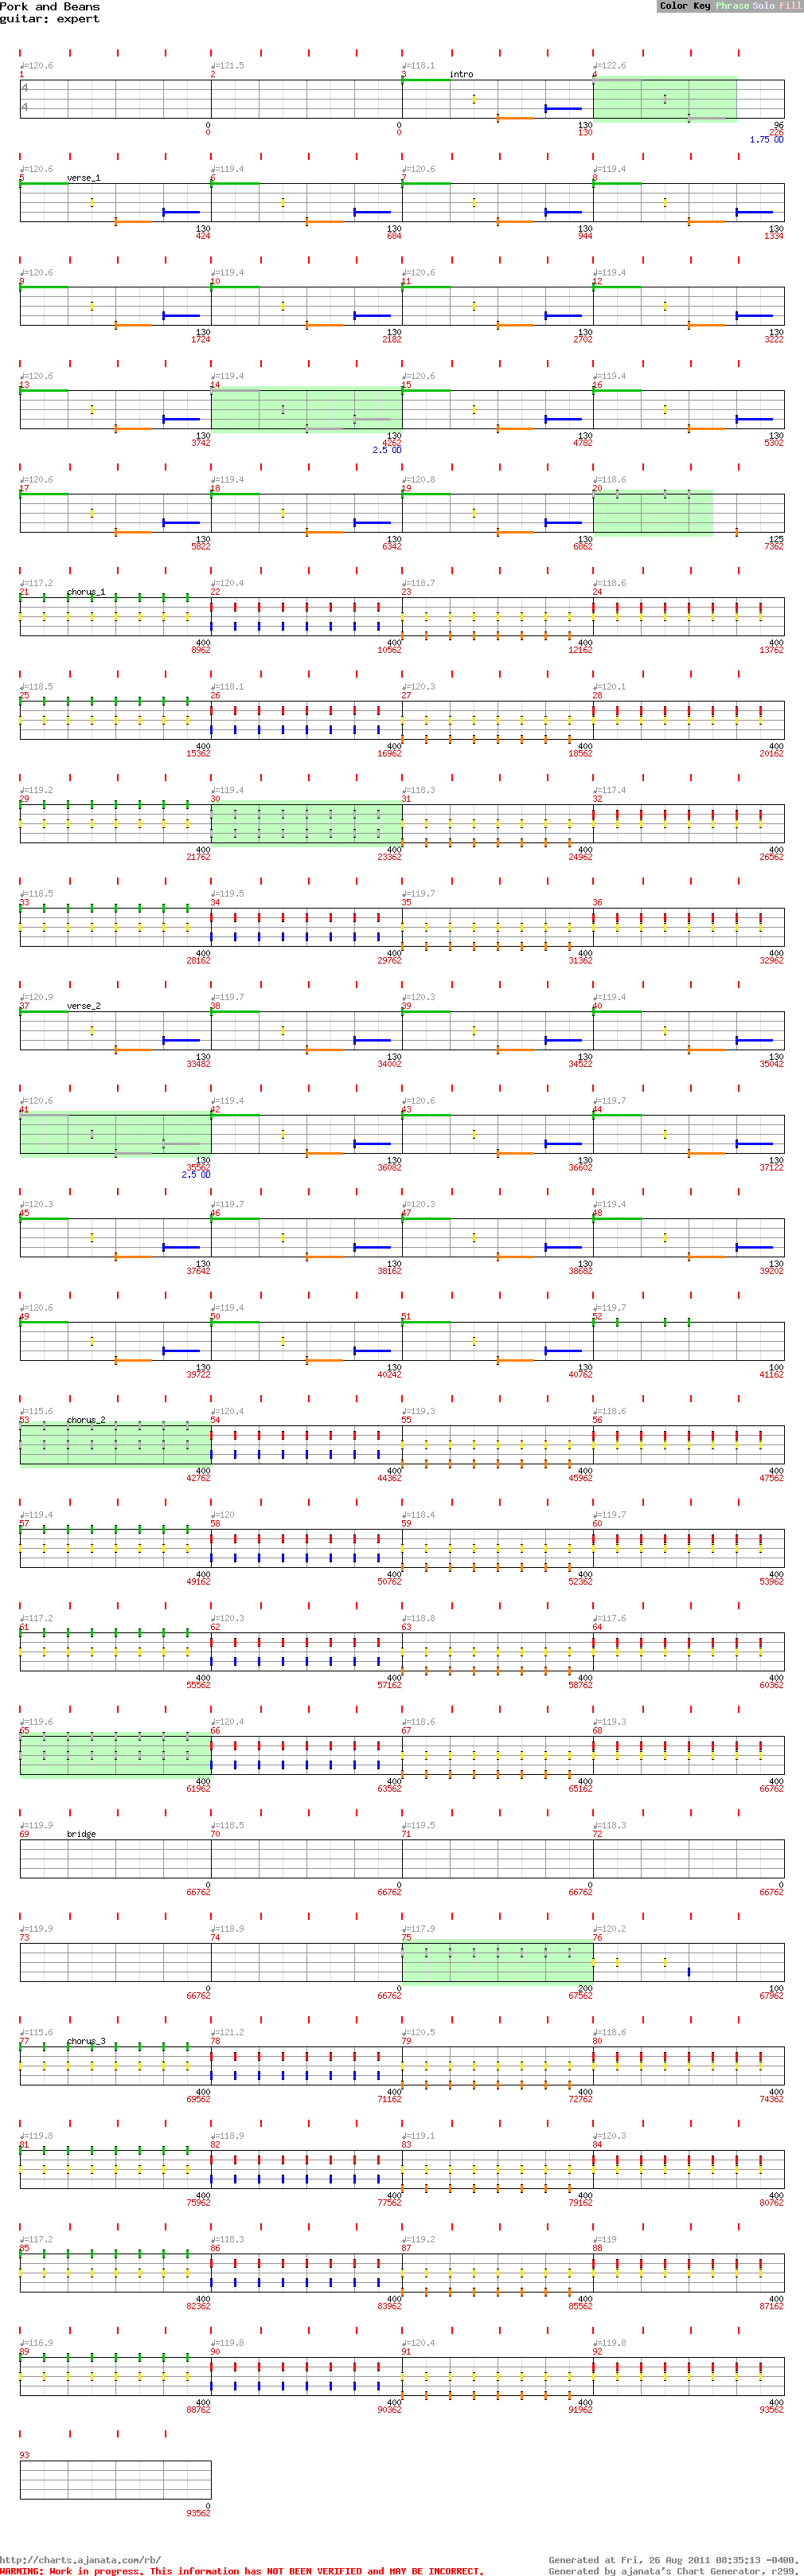 Pork and Beans
Color Key Phrase Solo Fill
guitar: expert
♩=120.6 ♩=121.5 ♩=118.1 ♩=122.6
1 2 3 intro 4
4
4
0 0 130 96
0 0 130 226
1.75 OD
♩=120.6 ♩=119.4 ♩=120.6 ♩=119.4
5 verse_1 6 7 8
130 130 130 130
424 684 944 1334
♩=120.6 ♩=119.4 ♩=120.6 ♩=119.4
9 10 11 12
130 130 130 130
1724 2182 2702 3222
♩=120.6 ♩=119.4 ♩=120.6 ♩=119.4
13 14 15 16
130 130 130 130
3742 4262 4782 5302
2.5 OD
♩=120.6 ♩=119.4 ♩=120.8 ♩=118.6
17 18 19 20
130 130 130 125
5822 6342 6862 7362
♩=117.2 ♩=120.4 ♩=118.7 ♩=118.6
21 chorus_1 22 23 24
400 400 400 400
8962 10562 12162 13762
♩=118.5 ♩=118.1 ♩=120.3 ♩=120.1
25 26 27 28
400 400 400 400
15362 16962 18562 20162
♩=119.2 ♩=119.4 ♩=118.3 ♩=117.4
29 30 31 32
400 400 400 400
21762 23362 24962 26562
♩=118.5 ♩=119.5 ♩=119.7
33 34 35 36
400 400 400 400
28162 29762 31362 32962
♩=120.9 ♩=119.7 ♩=120.3 ♩=119.4
37 verse_2 38 39 40
130 130 130 130
33482 34002 34522 35042
♩=120.6 ♩=119.4 ♩=120.6 ♩=119.7
41 42 43 44
130 130 130 130
35562 36082 36602 37122
2.5 OD
♩=120.3 ♩=119.7 ♩=120.3 ♩=119.4
45 46 47 48
130 130 130 130
37642 38162 38682 39202
♩=120.6 ♩=119.4 ♩=119.7
49 50 51 52
130 130 130 100
39722 40242 40762 41162
♩=115.6 ♩=120.4 ♩=119.3 ♩=118.6
53 chorus_2 54 55 56
400 400 400 400
42762 44362 45962 47562
♩=119.4 ♩=120 ♩=118.4 ♩=119.7
57 58 59 60
400 400 400 400
49162 50762 52362 53962
♩=117.2 ♩=120.3 ♩=118.8 ♩=117.6
61 62 63 64
400 400 400 400
55562 57162 58762 60362
♩=119.6 ♩=120.4 ♩=118.6 ♩=119.3
65 66 67 68
400 400 400 400
61962 63562 65162 66762
♩=119.9 ♩=118.5 ♩=119.5 ♩=118.3
69 bridge 70 71 72
0 0 0 0
66762 66762 66762 66762
♩=119.9 ♩=118.9 ♩=117.9 ♩=120.2
73 74 75 76
0 0 200 100
66762 66762 67562 67962
♩=115.6 ♩=121.2 ♩=120.5 ♩=118.6
77 chorus_3 78 79 80
400 400 400 400
69562 71162 72762 74362
♩=119.8 ♩=118.9 ♩=119.1 ♩=120.3
81 82 83 84
400 400 400 400
75962 77562 79162 80762
♩=117.2 ♩=118.3 ♩=119.2 ♩=119
85 86 87 88
400 400 400 400
82362 83962 85562 87162
♩=116.9 ♩=119.8 ♩=120.4 ♩=119.8
89 90 91 92
400 400 400 400
88762 90362 91962 93562
93
0
93562
http://charts.ajanata.com/rb/ Generated at Fri, 26 Aug 2011 08:35:13 -0400.
WARNING: Work in progress. This information has NOT BEEN VERIFIED and MAY BE INCORRECT. Generated by ajanata's Chart Generator, r299.